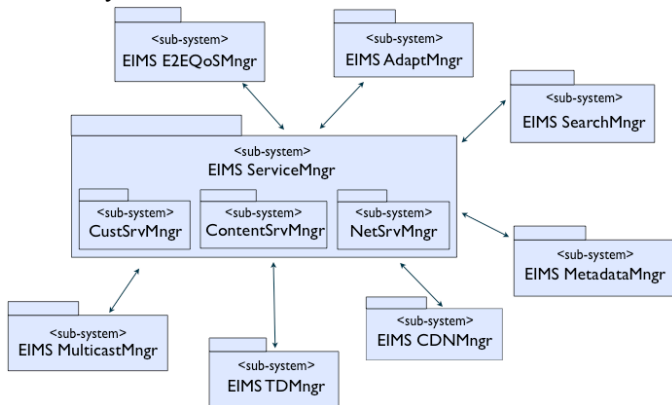 <sub-system>
EIMS E2EQoSMngr
<sub-system>
EIMS AdaptMngr
<sub-system>
EIMS SearchMngr
<sub-system>
EIMS ServiceMngr
<sub-system>
CustSrvMngr
<sub-system>
ContentSrvMngr
<sub-system>
NetSrvMngr
<sub-system>
EIMS MetadataMngr
<sub-system>
EIMS MulticastMngr
<sub-system>
EIMS TDMngr
<sub-system>
EIMS CDNMngr